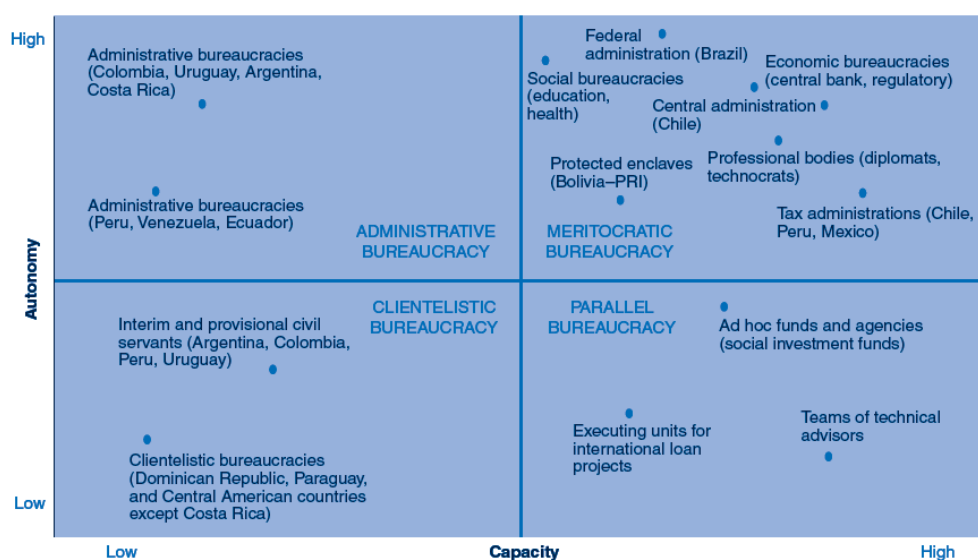 High
Administrative bureaucracies
(Colombia, Uruguay, Argentina,
Costa Rica)
Administrative bureaucracies
(Peru, Venezuela, Ecuador)
ADMINISTRATIVE
BUREAUCRACY
Federal
administration (Brazil)
Social bureaucracies
(education,
health)
Economic bureaucracies
(central bank, regulatory)
Central administration
(Chile)
Protected enclaves
(Bolivia–PRI)
Professional bodies (diplomats,
technocrats)
Tax administrations (Chile,
Peru, Mexico)
MERITOCRATIC
BUREAUCRACY
Autonomy
CLIENTELISTIC
BUREAUCRACY
Interim and provisional civil
servants (Argentina, Colombia,
Peru, Uruguay)
Clientelistic bureaucracies
(Dominican Republic, Paraguay,
and Central American countries
except Costa Rica)
PARALLEL
BUREAUCRACY
Ad hoc funds and agencies
(social investment funds)
Executing units for
international loan
projects
Teams of technical
advisors
Low
Low
Capacity
High